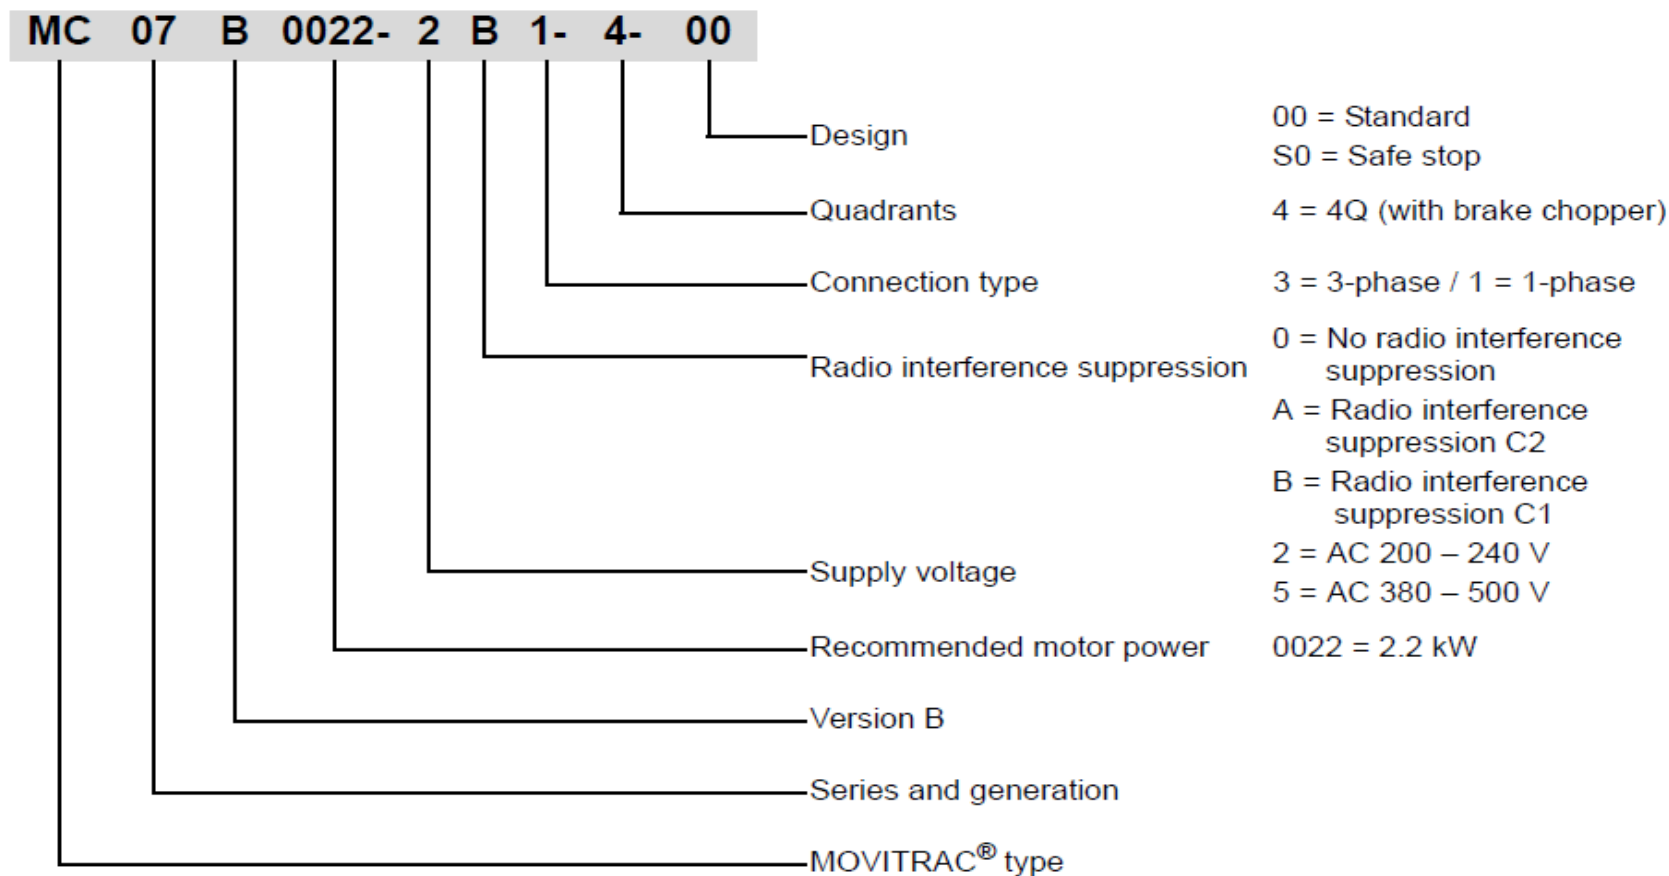 MC 07 B 0022- 2 B 1- 4- 00
Design
00 = Standard
S0 = Safe stop
Quadrants
4 = 4Q (with brake chopper)
Connection type
3 = 3-phase / 1 = 1-phase
Radio interference suppression
0 = No radio interference
suppression
A = Radio interference
suppression C2
B = Radio interference
suppression C1
Supply voltage
2 = AC 200 – 240 V
5 = AC 380 – 500 V
Recommended motor power
0022 = 2.2 kW
Version B
Series and generation
MOVITRAC® type